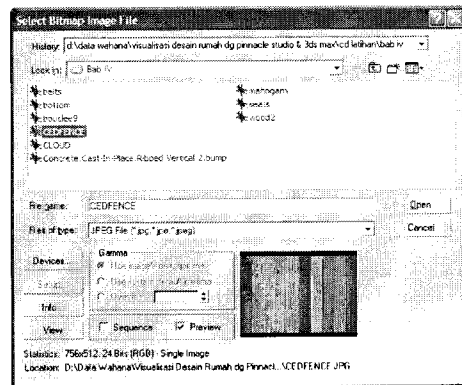 Select Bitmap Image File
History: d:\data wahana\visualisasi desain rumah dg pinnacle studio & 3ds max\cd latihan\bab iv
Look in: Bab iv
belts
bottom
bouclee9
CEDFENCE
CLOUD
Concrete.Cast-In-Place.Ribbed Vertical 2.bump
mahogani
seats
wood2
File name: CEDFENCE Open
Files of type: JPEG File (*.jpg,*.jpe,*.jpeg) Cancel
Devices...
Setup...
Info...
View
Gamma
Sequence Preview
Statistics: 756x512, 24 Bits (RGB) - Single Image
Location: D:\Data Wahana\Visualisasi Desain Rumah dg Pinnacl...\CEDFENCE.JPG